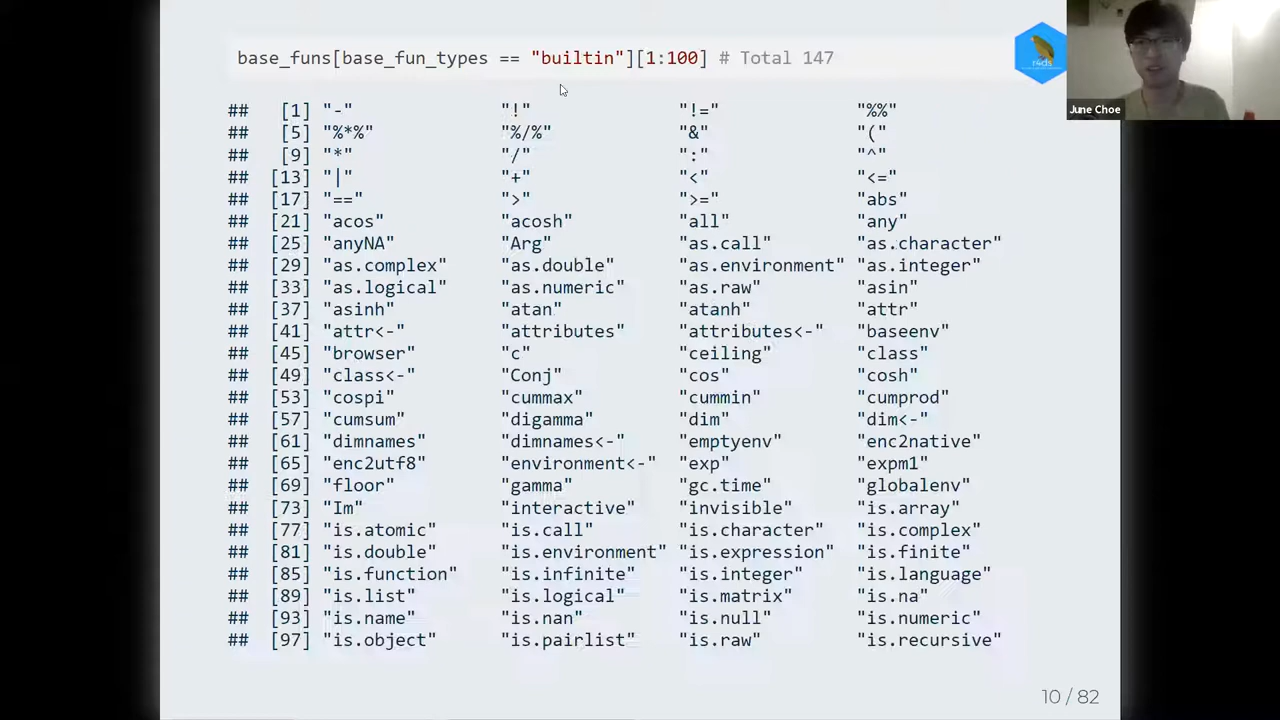 base_funs[base_fun_types == "builtin"][1:100] # Total 147
r4ds
June Choe
## [1] "-" "!" "!=" "%%"
## [5] "%*%" "%/%" "&" "("
## [9] "*" "/" ":" "^"
## [13] "|" "+" "<" "<="
## [17] "==" ">" ">=" "abs"
## [21] "acos" "acosh" "all" "any"
## [25] "anyNA" "Arg" "as.call" "as.character"
## [29] "as.complex" "as.double" "as.environment" "as.integer"
## [33] "as.logical" "as.numeric" "as.raw" "asin"
## [37] "asinh" "atan" "atanh" "attr"
## [41] "attr<-" "attributes" "attributes<-" "baseenv"
## [45] "browser" "c" "ceiling" "class"
## [49] "class<-" "Conj" "cos" "cosh"
## [53] "cospi" "cummax" "cummin" "cumprod"
## [57] "cumsum" "digamma" "dim" "dim<-"
## [61] "dimnames" "dimnames<-" "emptyenv" "enc2native"
## [65] "enc2utf8" "environment<-" "exp" "expm1"
## [69] "floor" "gamma" "gc.time" "globalenv"
## [73] "Im" "interactive" "invisible" "is.array"
## [77] "is.atomic" "is.call" "is.character" "is.complex"
## [81] "is.double" "is.environment" "is.expression" "is.finite"
## [85] "is.function" "is.infinite" "is.integer" "is.language"
## [89] "is.list" "is.logical" "is.matrix" "is.na"
## [93] "is.name" "is.nan" "is.null" "is.numeric"
## [97] "is.object" "is.pairlist" "is.raw" "is.recursive"
10 / 82